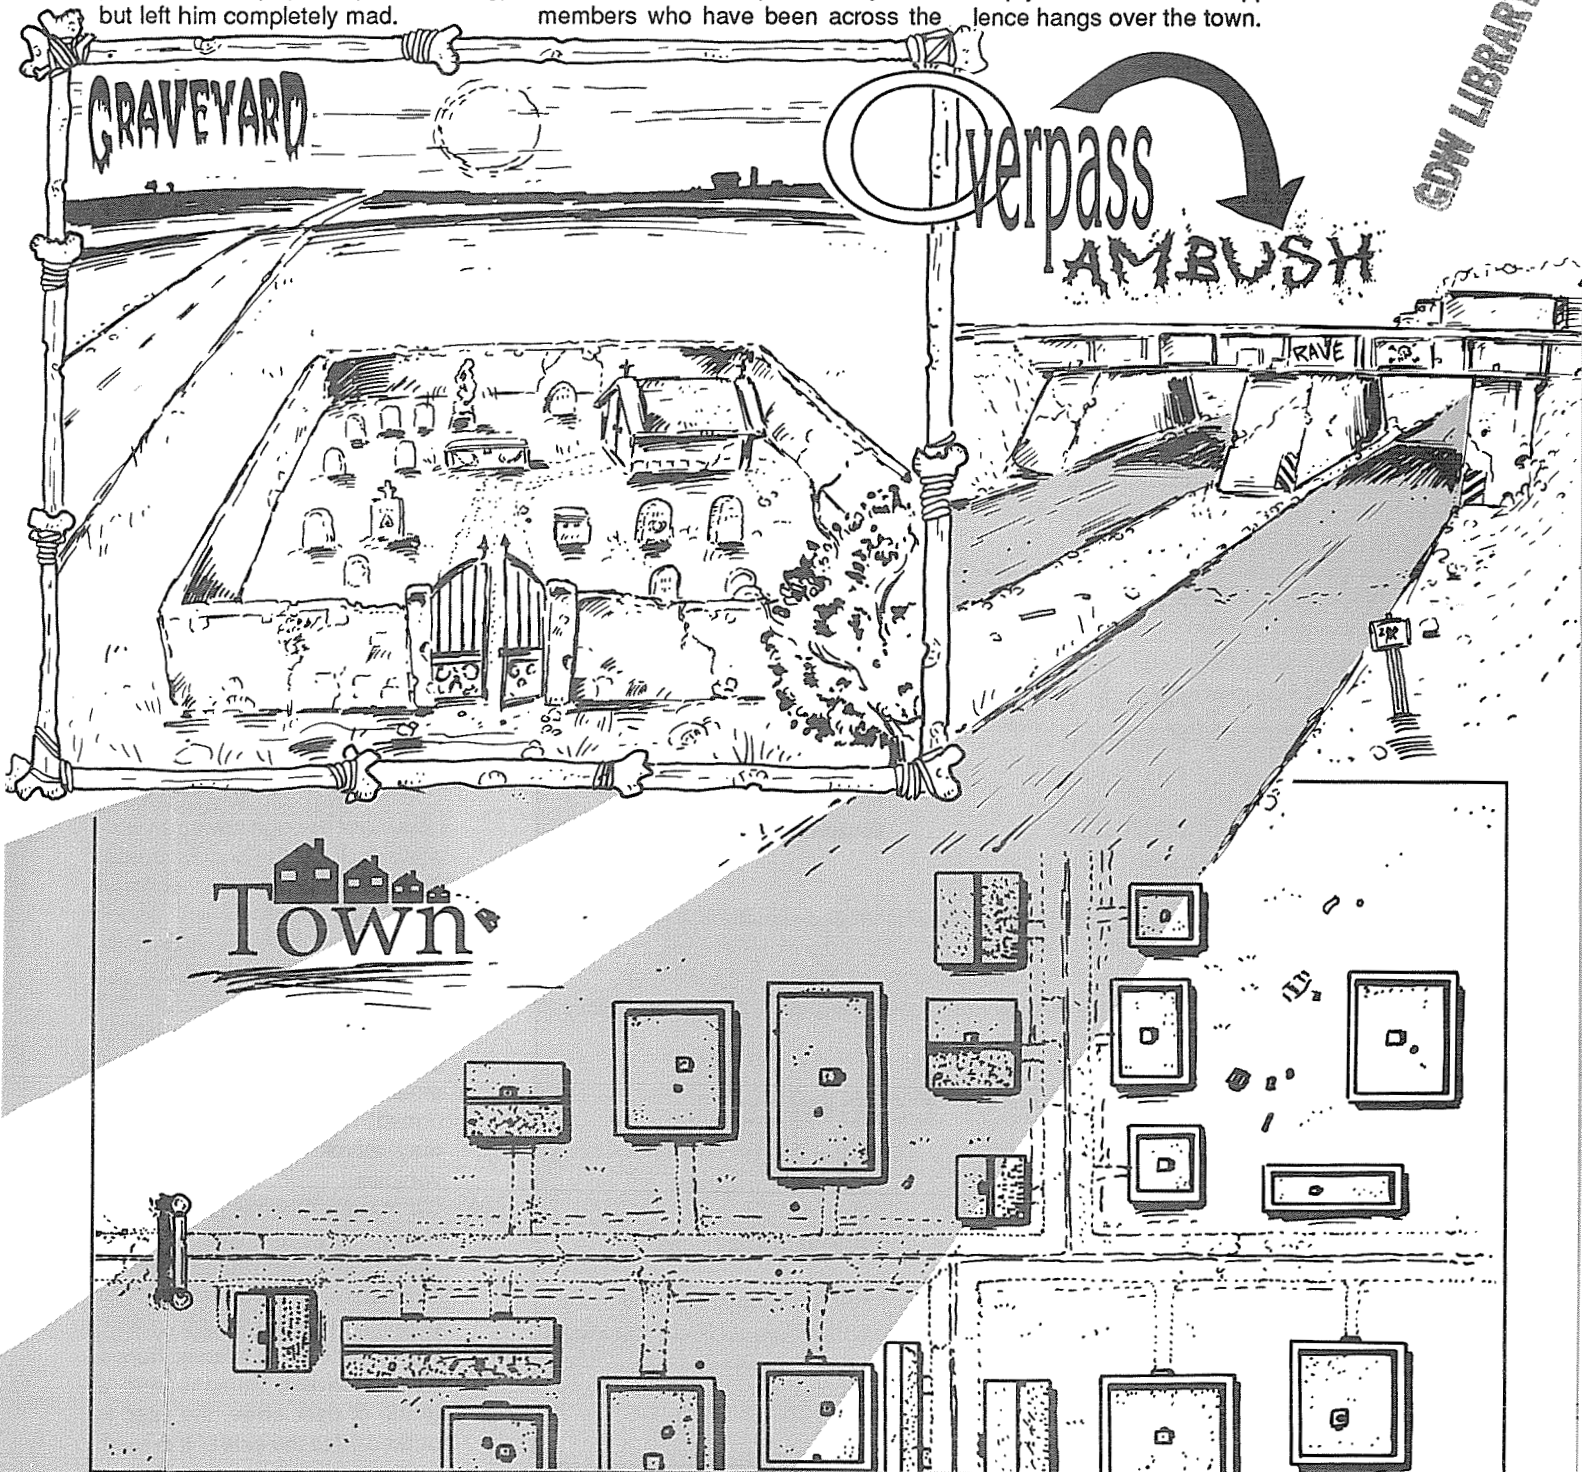 but left him completely mad.
members who have been across the
lence hangs over the town.
GDW LIBRARY
GRAVEYARD
Overpass
AMBUSH
RAVE
Town